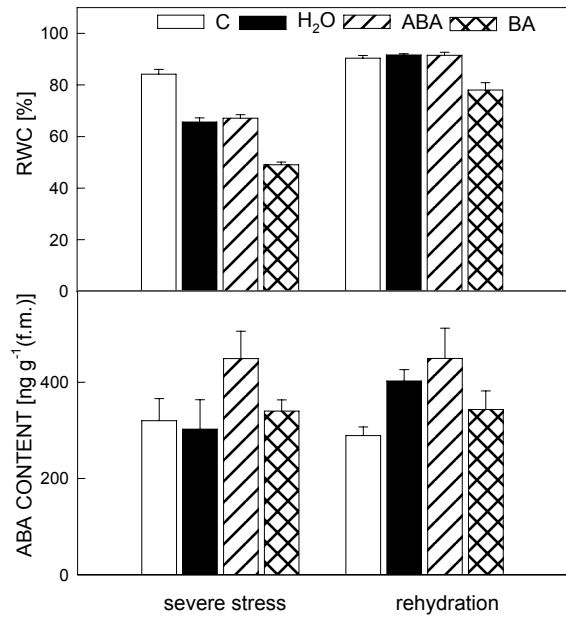 C H₂O ABA BA
RWC [%]
100
80
60
40
20
0
ABA CONTENT [ng g⁻¹(f.m.)]
400
200
0
severe stress rehydration